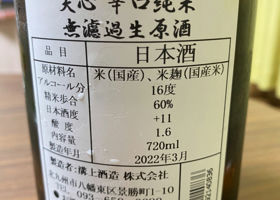 天心 辛口純米
無濾過生原酒
品目 日本酒
原材料名 米(国産)、米麹(国産米)
アルコール分 16度
精米歩合 60%
日本酒度 +11
酸度 1.6
内容量 720ml
製造年月 2022年3月
製造者：溝上酒造 株式会社
北九州市八幡東区景勝町1-10